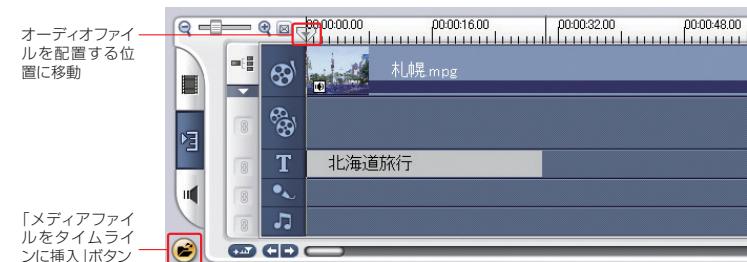 オーディオファイ
ルを配置する位
置に移動
00:00:00.00 00:00:16.00 00:00:32.00 00:00:48.00
札幌.mpg
T 北海道旅行
「メディアファイ
ルをタイムライ
ンに挿入」ボタン